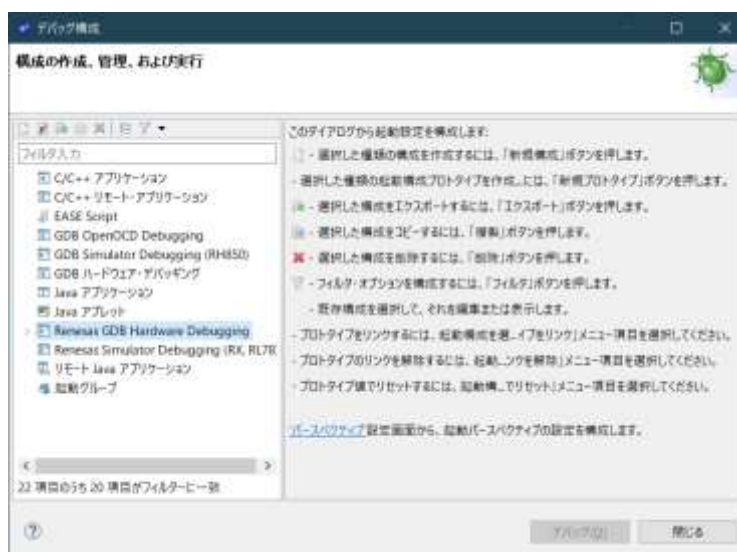 デバッグ構成
構成の作成、管理、および実行
フィルタ入力
C/C++ アプリケーション
C/C++ リモート・アプリケーション
EASE Script
GDB OpenOCD Debugging
GDB Simulator Debugging (RH850)
GDB ハードウェア・デバッギング
Java アプリケーション
Java アプレット
Renesas GDB Hardware Debugging
Renesas Simulator Debugging (RX, RL78
リモート Java アプリケーション
起動グループ
22 項目のうち 20 項目がフィルターに一致
このダイアログから起動設定を構成します:
- 選択した種類の構成を作成するには、「新規構成」ボタンを押します。
- 選択した種類の起動構成プロトタイプを作成...には、「新規プロトタイプ」ボタンを押します。
- 選択した構成をエクスポートするには、「エクスポート」ボタンを押します。
- 選択した構成をコピーするには、「複製」ボタンを押します。
- 選択した構成を削除するには、「削除」ボタンを押します。
- フィルタ・オプションを構成するには、「フィルタ」ボタンを押します。
- 既存構成を選択して、それを編集または表示します。
- プロトタイプをリンクするには、起動構成を選...イプをリンク」メニュー項目を選択してください。
- プロトタイプのリンクを解除するには、起動...ンクを解除」メニュー項目を選択してください。
- プロトタイプ値でリセットするには、起動構...でリセット」メニュー項目を選択してください。
パースペクティブ設定画面から、起動パースペクティブの設定を構成します。
デバッグ(D)
閉じる